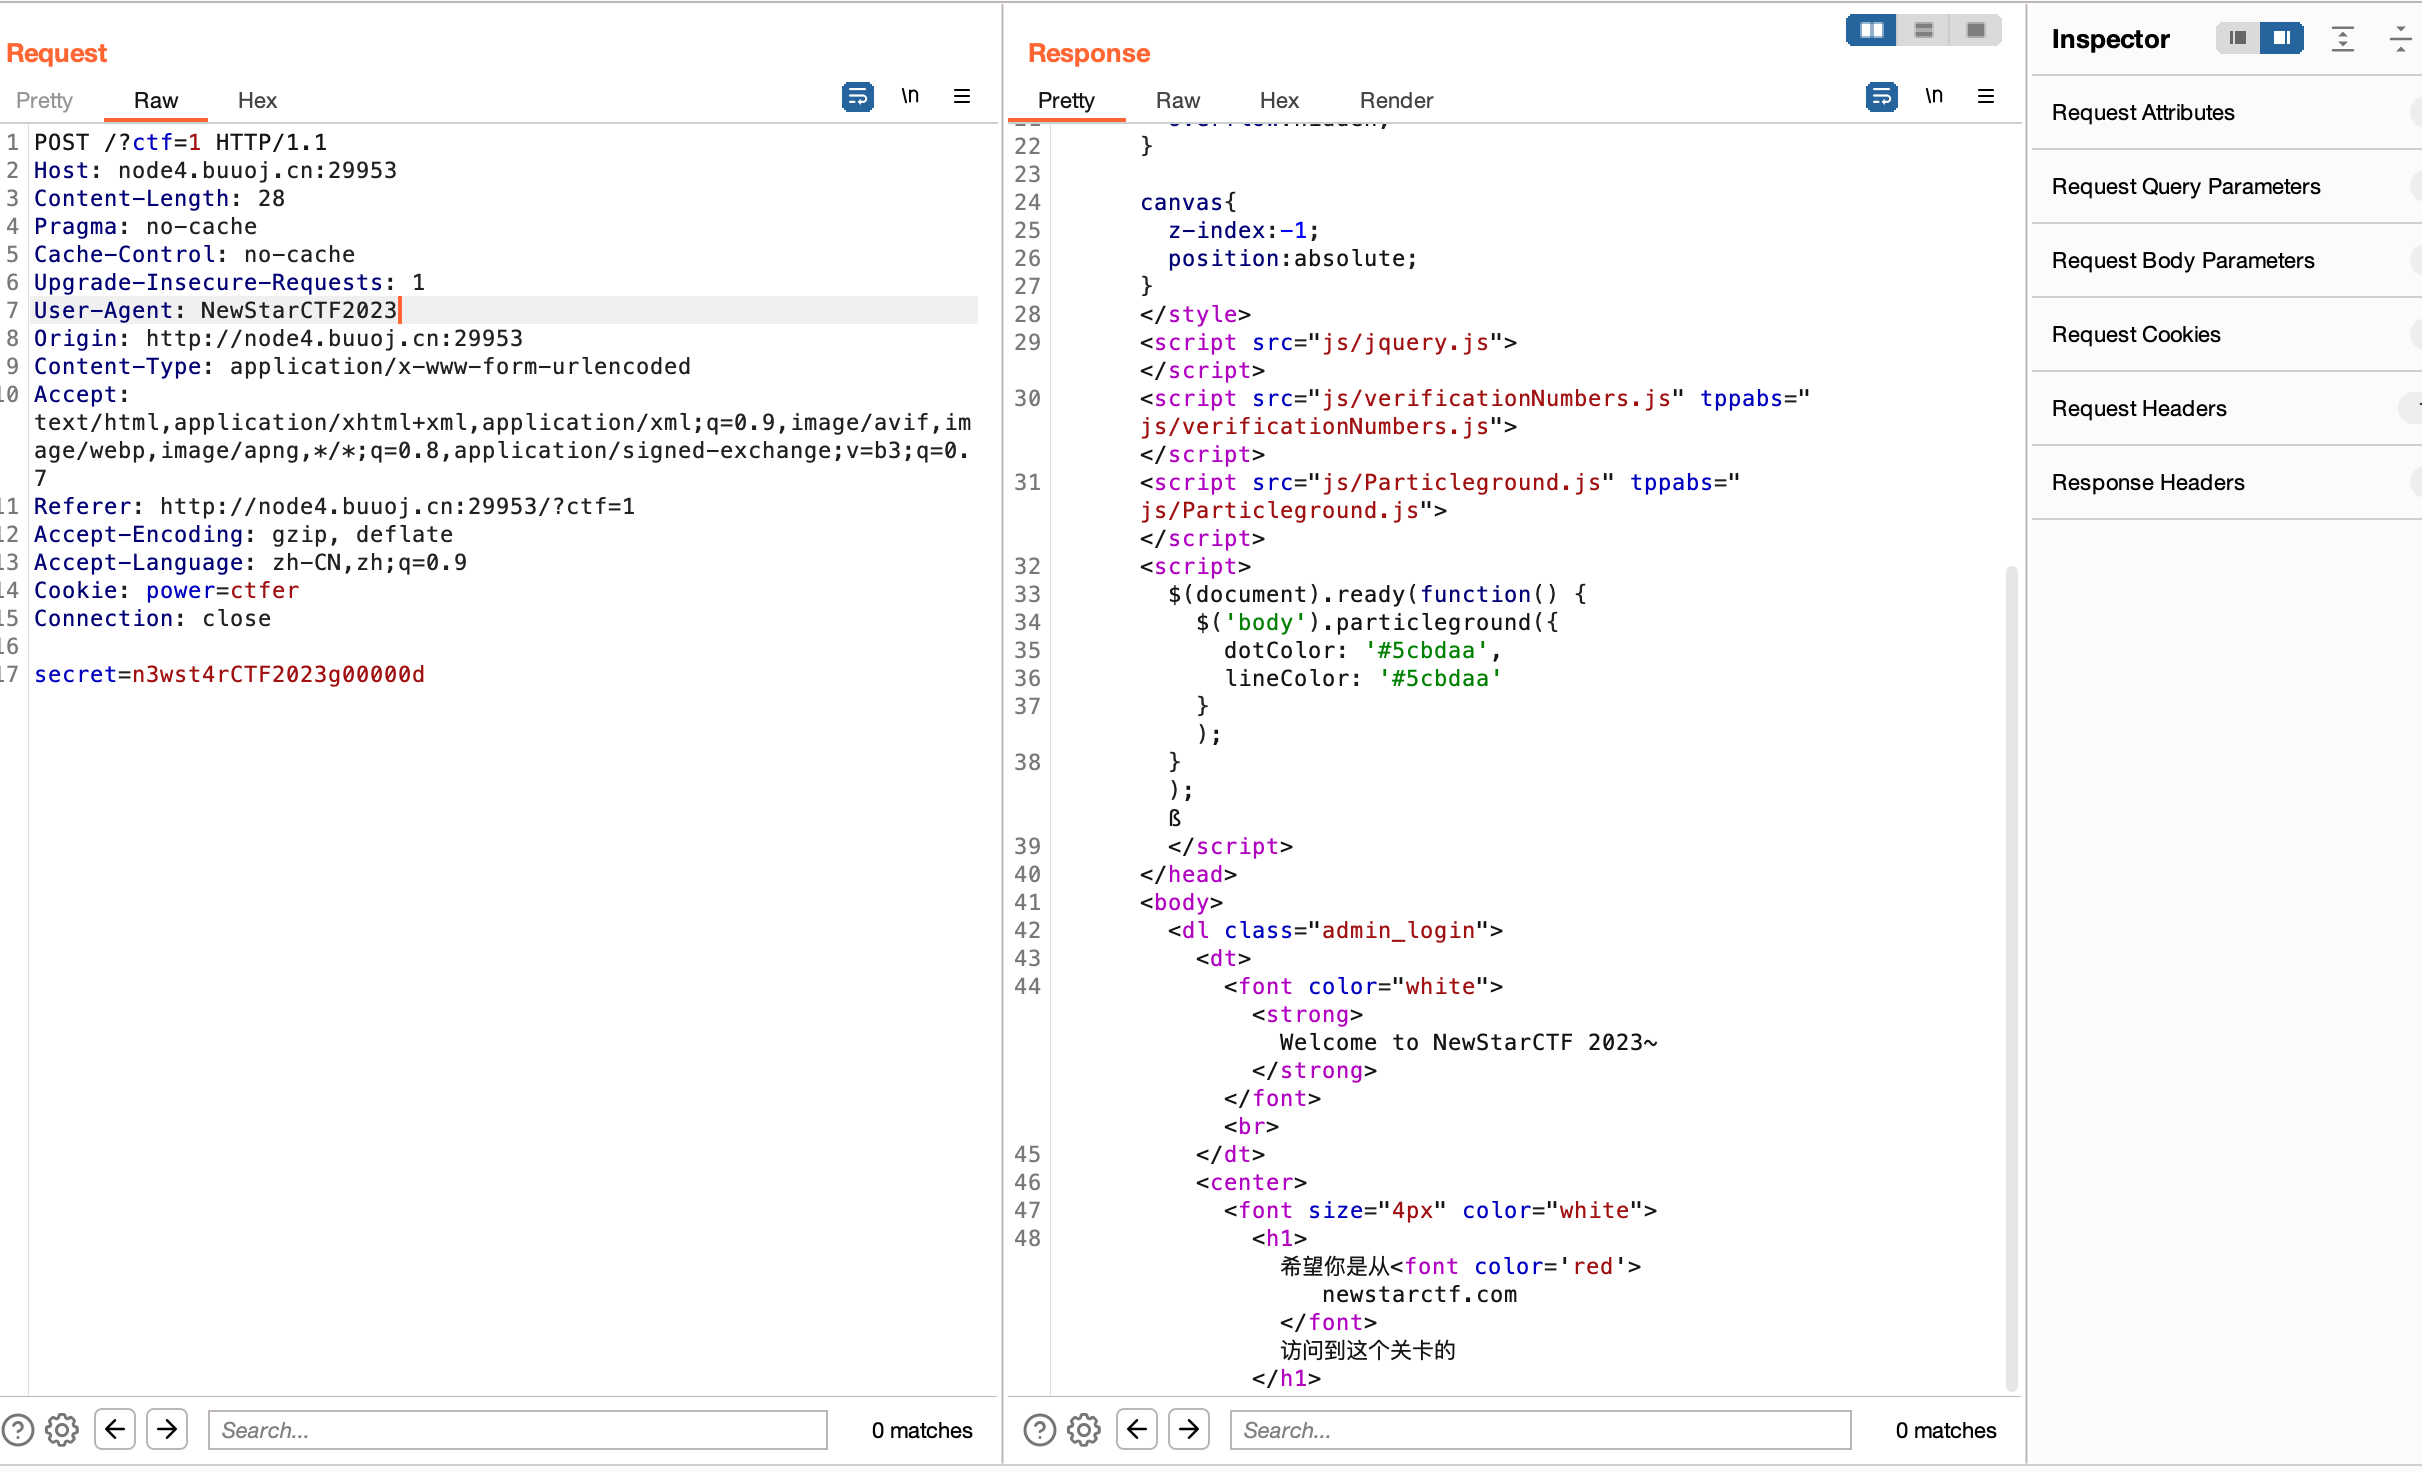 Request
Pretty Raw Hex \n
1 POST /?ctf=1 HTTP/1.1
2 Host: node4.buuoj.cn:29953
3 Content-Length: 28
4 Pragma: no-cache
5 Cache-Control: no-cache
6 Upgrade-Insecure-Requests: 1
7 User-Agent: NewStarCTF2023
8 Origin: http://node4.buuoj.cn:29953
9 Content-Type: application/x-www-form-urlencoded
10 Accept:
text/html,application/xhtml+xml,application/xml;q=0.9,image/avif,im
age/webp,image/apng,*/*;q=0.8,application/signed-exchange;v=b3;q=0.
7
11 Referer: http://node4.buuoj.cn:29953/?ctf=1
12 Accept-Encoding: gzip, deflate
13 Accept-Language: zh-CN,zh;q=0.9
14 Cookie: power=ctfer
15 Connection: close
16
17 secret=n3wst4rCTF2023g00000d
Search... 0 matches
Response
Pretty Raw Hex Render \n
21 overflow:hidden;
22 }
23
24 canvas{
25 z-index:-1;
26 position:absolute;
27 }
28 </style>
29 <script src="js/jquery.js">
</script>
30 <script src="js/verificationNumbers.js" tppabs="
js/verificationNumbers.js">
</script>
31 <script src="js/Particleground.js" tppabs="
js/Particleground.js">
</script>
32 <script>
33 $(document).ready(function() {
34 $('body').particleground({
35 dotColor: '#5cbdaa',
36 lineColor: '#5cbdaa'
37 }
);
38 }
);
ß
39 </script>
40 </head>
41 <body>
42 <dl class="admin_login">
43 <dt>
44 <font color="white">
<strong>
Welcome to NewStarCTF 2023~
</strong>
</font>
<br>
45 </dt>
46 <center>
47 <font size="4px" color="white">
48 <h1>
希望你是从<font color='red'>
newstarctf.com
</font>
访问到这个关卡的
</h1>
Search... 0 matches
Inspector
Request Attributes
Request Query Parameters
Request Body Parameters
Request Cookies
Request Headers
Response Headers